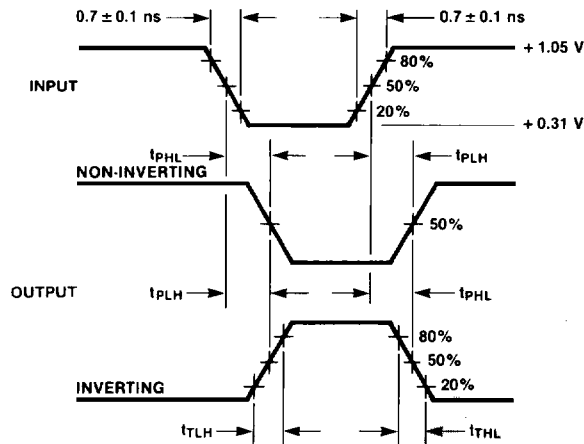 0.7 ± 0.1 ns
0.7 ± 0.1 ns
+ 1.05 V
80%
INPUT
50%
20%
+ 0.31 V
tPHL
tPLH
NON-INVERTING
50%
OUTPUT
tPLH
tPHL
80%
50%
20%
INVERTING
tTLH
tTHL